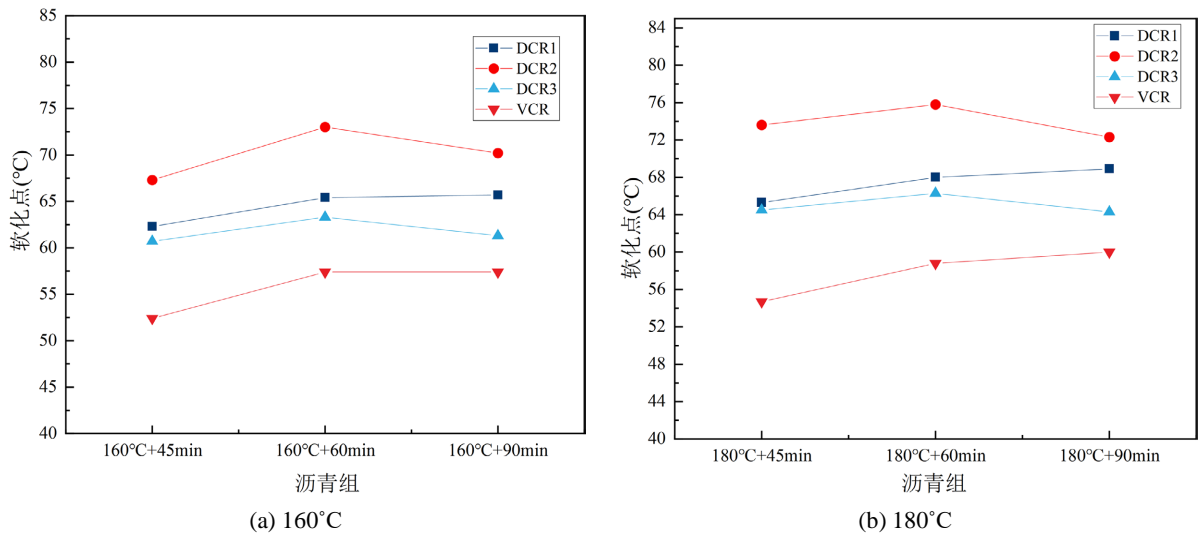 85
80
75
70
65
60
55
50
45
40
软化点(℃)
DCR1
DCR2
DCR3
VCR
160℃+45min
160℃+60min
160℃+90min
沥青组
(a) 160˚C
84
80
76
72
68
64
60
56
52
48
44
40
软化点(℃)
DCR1
DCR2
DCR3
VCR
180℃+45min
180℃+60min
180℃+90min
沥青组
(b) 180˚C